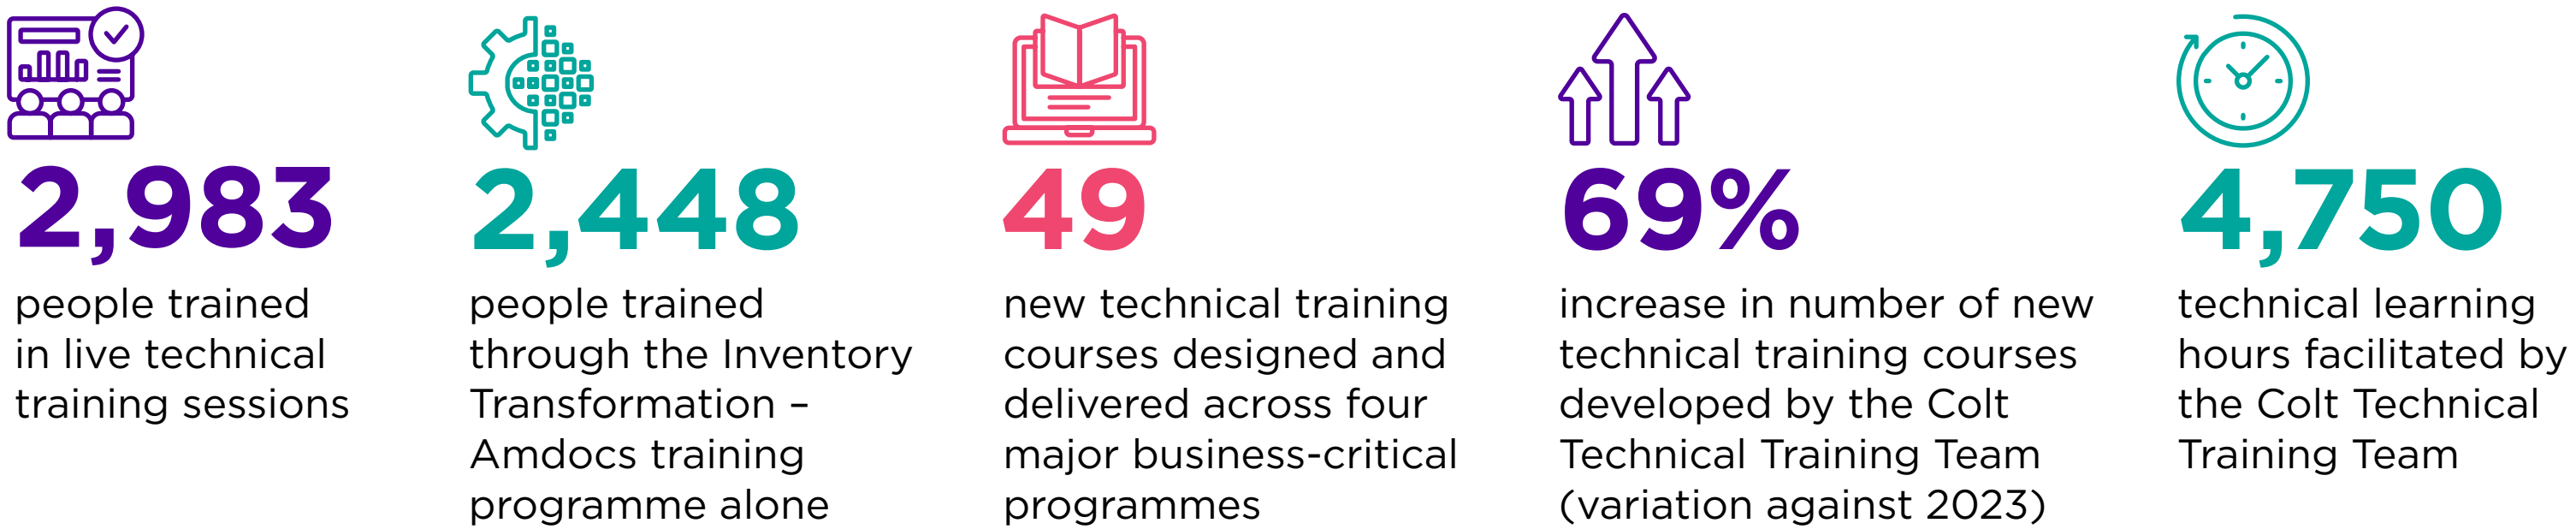 2,983
people trained
in live technical
training sessions
2,448
people trained
through the Inventory
Transformation –
Amdocs training
programme alone
49
new technical training
courses designed and
delivered across four
major business-critical
programmes
69%
increase in number of new
technical training courses
developed by the Colt
Technical Training Team
(variation against 2023)
4,750
technical learning
hours facilitated by
the Colt Technical
Training Team